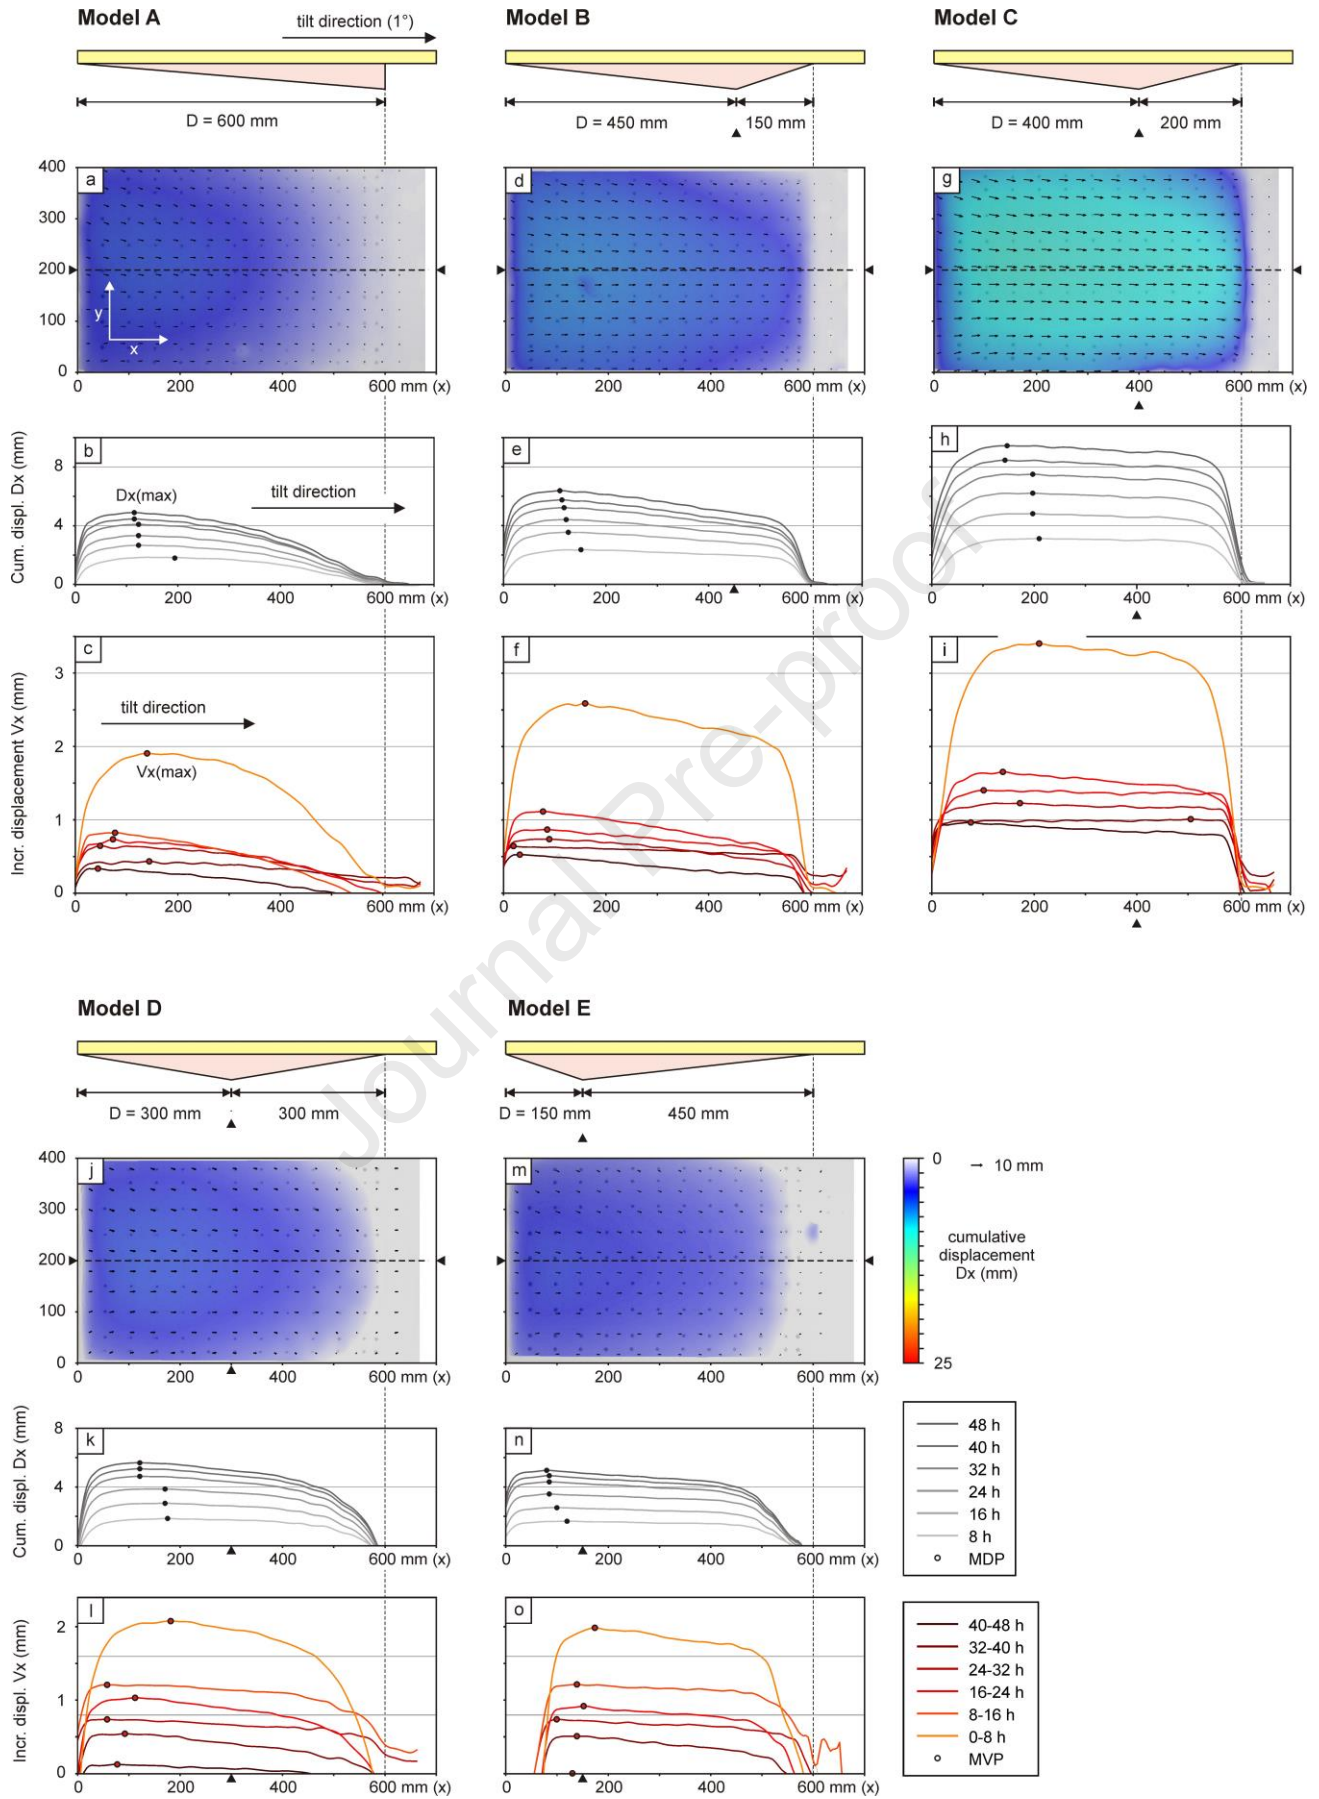 Model A
tilt direction (1°)
D = 600 mm
Model B
D = 450 mm
150 mm
Model C
D = 400 mm
200 mm
400
300
200
100
0
a
y
x
0
200
400
600 mm (x)
d
0
200
400
600 mm (x)
g
0
200
400
600 mm (x)
Cum. displ. Dx (mm)
8
4
0
b
Dx(max)
tilt direction
0
200
400
600 mm (x)
e
0
200
400
600 mm (x)
h
0
200
400
600 mm (x)
Incr. displacement Vx (mm)
3
2
1
0
c
tilt direction
Vx(max)
0
200
400
600 mm (x)
f
0
200
400
600 mm (x)
i
0
200
400
600 mm (x)
Journal Pre-proof
Model D
D = 300 mm
300 mm
Model E
D = 150 mm
450 mm
400
300
200
100
0
j
0
200
400
600 mm (x)
m
0
200
400
600 mm (x)
0
10 mm
cumulative
displacement
Dx (mm)
25
Cum. displ. Dx (mm)
8
4
0
k
0
200
400
600 mm (x)
n
0
200
400
600 mm (x)
48 h
40 h
32 h
24 h
16 h
8 h
MDP
Incr. displ. Vx (mm)
2
1
0
l
0
200
400
600 mm (x)
o
0
200
400
600 mm (x)
40-48 h
32-40 h
24-32 h
16-24 h
8-16 h
0-8 h
MVP